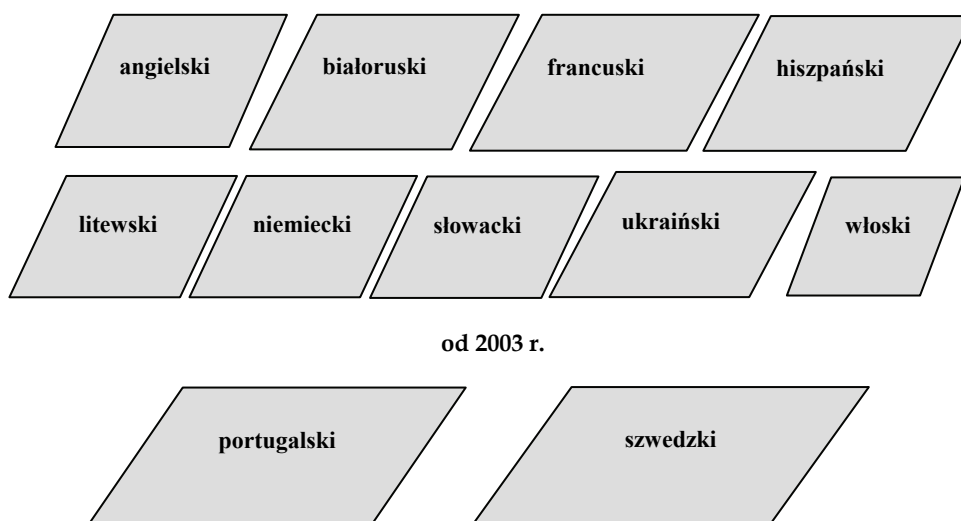 angielski białoruski francuski hiszpański
litewski niemiecki słowacki ukraiński włoski
od 2003 r.
portugalski szwedzki